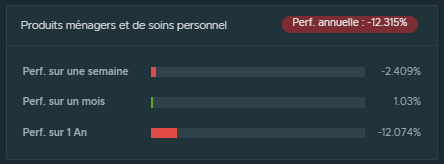 Produits ménagers et de soins personnel
Perf. annuelle : -12.315%
Perf. sur une semaine -2.409%
Perf. sur un mois 1.03%
Perf. sur 1 An -12.074%